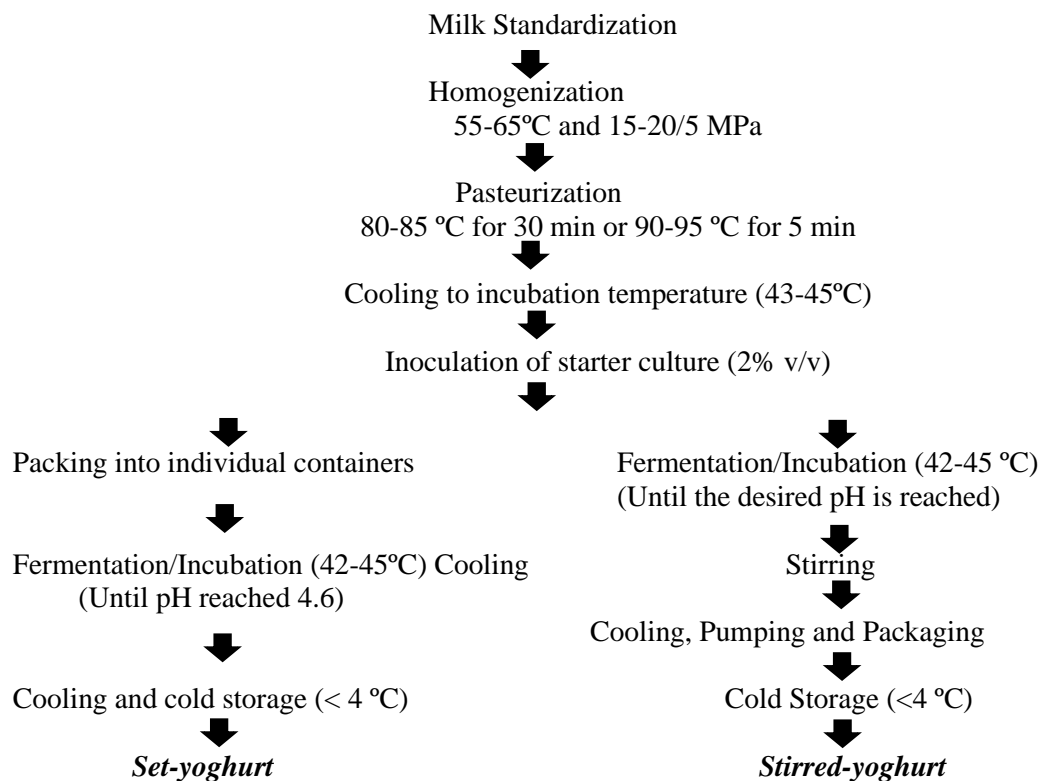 Milk Standardization
Homogenization
55-65ºC and 15-20/5 MPa
Pasteurization
80-85 ºC for 30 min or 90-95 ºC for 5 min
Cooling to incubation temperature (43-45ºC)
Inoculation of starter culture (2% v/v)
Packing into individual containers
Fermentation/Incubation (42-45ºC) Cooling
(Until pH reached 4.6)
Cooling and cold storage (< 4 ºC)
Set-yoghurt
Fermentation/Incubation (42-45 ºC)
(Until the desired pH is reached)
Stirring
Cooling, Pumping and Packaging
Cold Storage (<4 ºC)
Stirred-yoghurt